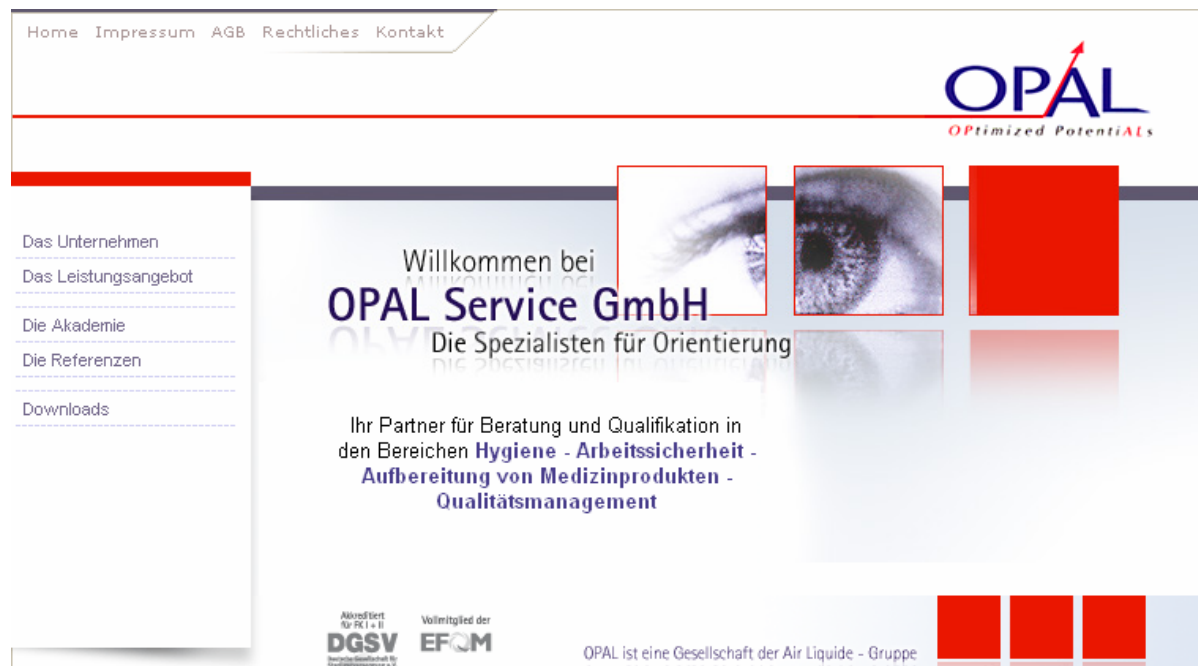 Home Impressum AGB Rechtliches Kontakt
OPAL
OPtimized PotentiALs
Das Unternehmen
Das Leistungsangebot
Die Akademie
Die Referenzen
Downloads
Willkommen bei
OPAL Service GmbH
Die Spezialisten für Orientierung
Ihr Partner für Beratung und Qualifikation in
den Bereichen Hygiene - Arbeitssicherheit -
Aufbereitung von Medizinprodukten -
Qualitätsmanagement
Akkreditiert
für FK I + II
DGSV
Deutsche Gesellschaft für
Vollmitglied der
EFQM
OPAL ist eine Gesellschaft der Air Liquide - Gruppe